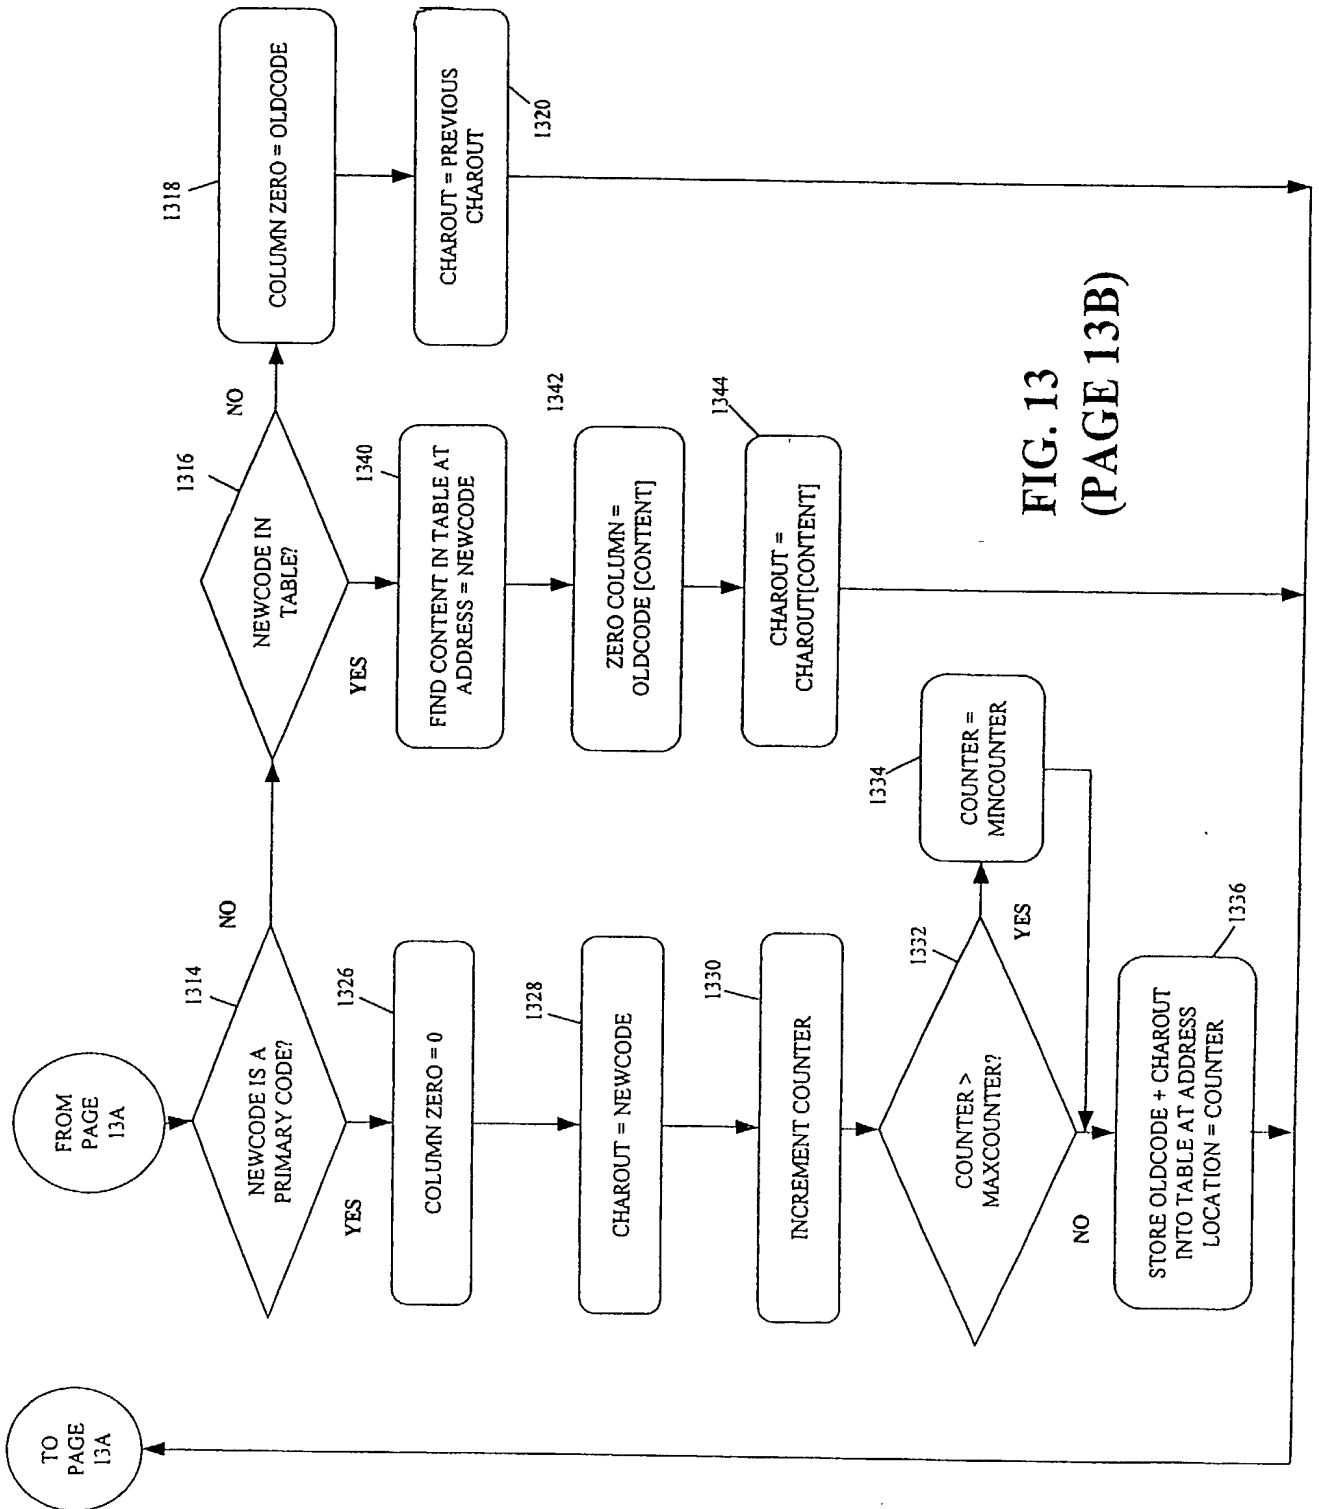 TO
PAGE
13A
FROM
PAGE
13A
1314
NEWCODE IS A
PRIMARY CODE?
NO
YES
1326
COLUMN ZERO = 0
1328
CHAROUT = NEWCODE
1330
INCREMENT COUNTER
1332
COUNTER >
MAXCOUNTER?
YES
NO
1334
COUNTER =
MINCOUNTER
1336
STORE OLDCODE + CHAROUT
INTO TABLE AT ADDRESS
LOCATION = COUNTER
1316
NEWCODE IN
TABLE?
NO
YES
1340
FIND CONTENT IN TABLE AT
ADDRESS = NEWCODE
1342
ZERO COLUMN =
OLDCODE [CONTENT]
1344
CHAROUT =
CHAROUT[CONTENT]
1318
COLUMN ZERO = OLDCODE
1320
CHAROUT = PREVIOUS
CHAROUT
FIG. 13
(PAGE 13B)